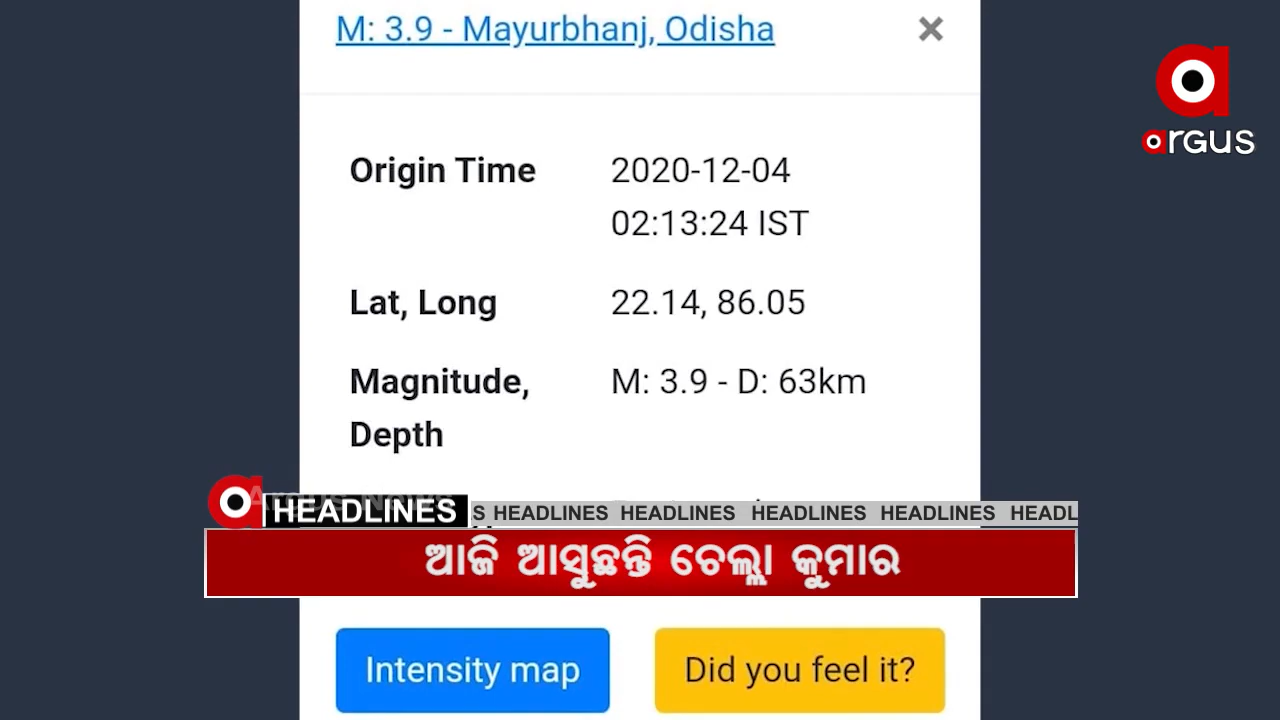 M: 3.9 - Mayurbhanj, Odisha ×
argus
Origin Time 2020-12-04
02:13:24 IST
Lat, Long 22.14, 86.05
Magnitude, M: 3.9 - D: 63km
Depth
HEADLINES S HEADLINES HEADLINES HEADLINES HEADLINES HEADL
ଆଜି ଆସୁଛନ୍ତି ଚେଲ୍ଲା କୁମାର
Intensity map Did you feel it?